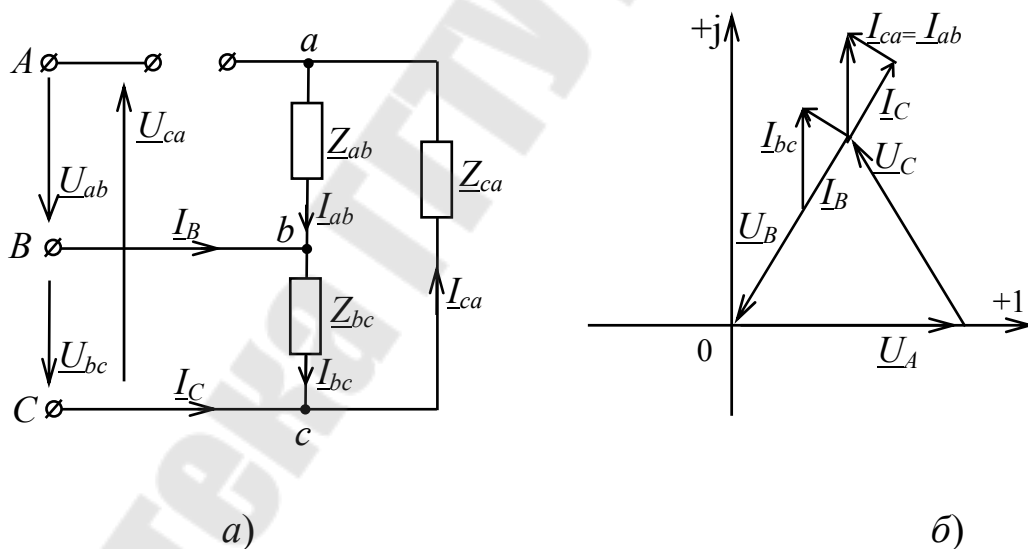 A
a
U_ca
Z_ab
Z_ca
U_ab
I_ab
B
I_B
b
I_ca
Z_bc
U_bc
I_bc
I_C
C
c
а)
+j
I_ca= I_ab
I_C
I_bc
U_C
I_B
U_B
+1
0
U_A
б)